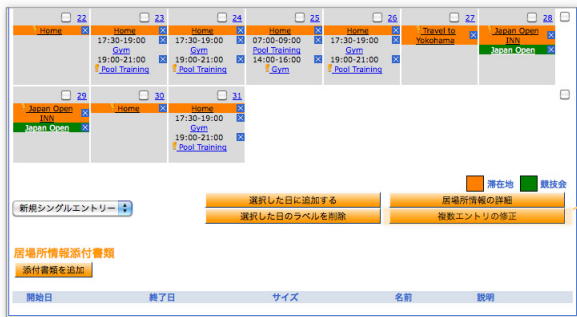 22 23 24 25 26 27 28
Home Home Home Home Home Travel to Yokohama Japan Open INN
Japan Open
17:30-19:00 17:30-19:00 07:00-09:00 17:30-19:00
Gym Gym Pool Training Gym
19:00-21:00 19:00-21:00 14:00-16:00 19:00-21:00
Pool Training Pool Training Gym Pool Training
29 30 31
Japan Open INN Home Home
Japan Open
17:30-19:00
Gym
19:00-21:00
Pool Training
滞在地 競技会
新規シングルエントリー
選択した日に追加する 居場所情報の詳細
選択した日のラベルを削除 複数エントリの修正
居場所情報添付書類
添付書類を追加
開始日 終了日 サイズ 名前 説明